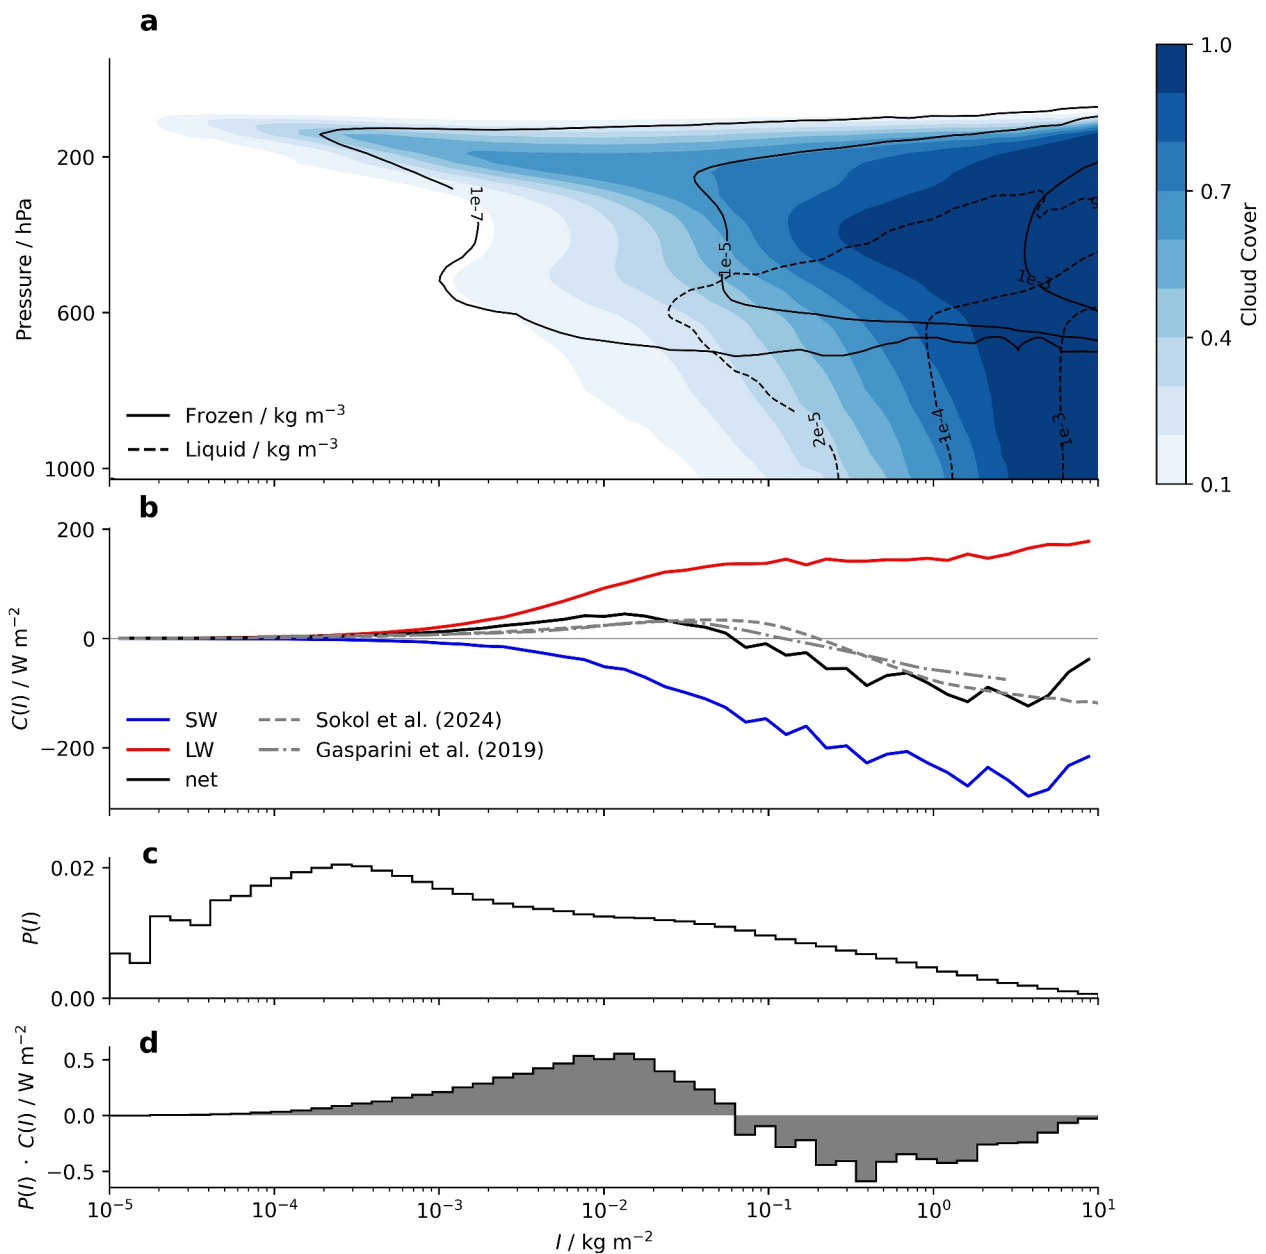 a
Pressure / hPa
200
600
1000
1e-7
1e-5
1e-3
2e-5
1e-4
1e-3
Frozen / kg m⁻³
Liquid / kg m⁻³
1.0
0.7
0.4
0.1
Cloud Cover
b
C(I) / W m⁻²
200
0
−200
SW
LW
net
Sokol et al. (2024)
Gasparini et al. (2019)
c
P(I)
0.02
0.00
d
P(I) · C(I) / W m⁻²
0.5
0.0
−0.5
10⁻⁵ 10⁻⁴ 10⁻³ 10⁻² 10⁻¹ 10⁰ 10¹
I / kg m⁻²